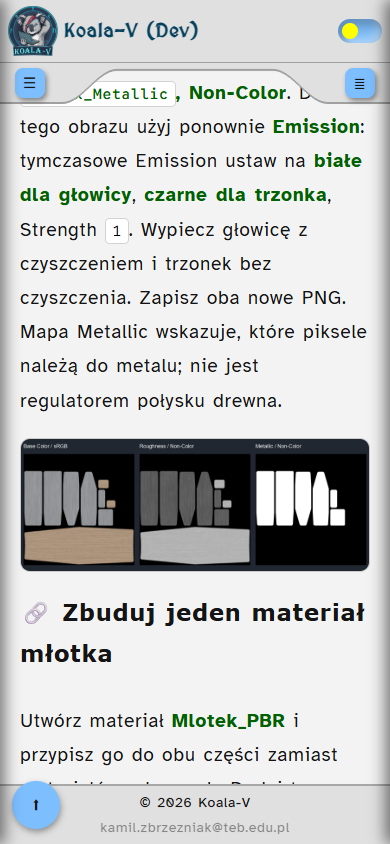 Koala-V (Dev)
KOALA-V
_Metallic, Non-Color.
tego obrazu użyj ponownie Emission:
tymczasowe Emission ustaw na białe
dla głowicy, czarne dla trzonka,
Strength 1. Wypiecz głowicę z
czyszczeniem i trzonek bez
czyszczenia. Zapisz oba nowe PNG.
Mapa Metallic wskazuje, które piksele
należą do metalu; nie jest
regulatorem połysku drewna.
Base Color / sRGB Roughness / Non-Color Metallic / Non-Color
Zbuduj jeden materiał
młotka
Utwórz materiał Mlotek_PBR i
przypisz go do obu części zamiast
© 2026 Koala-V
kamil.zbrzezniak@teb.edu.pl